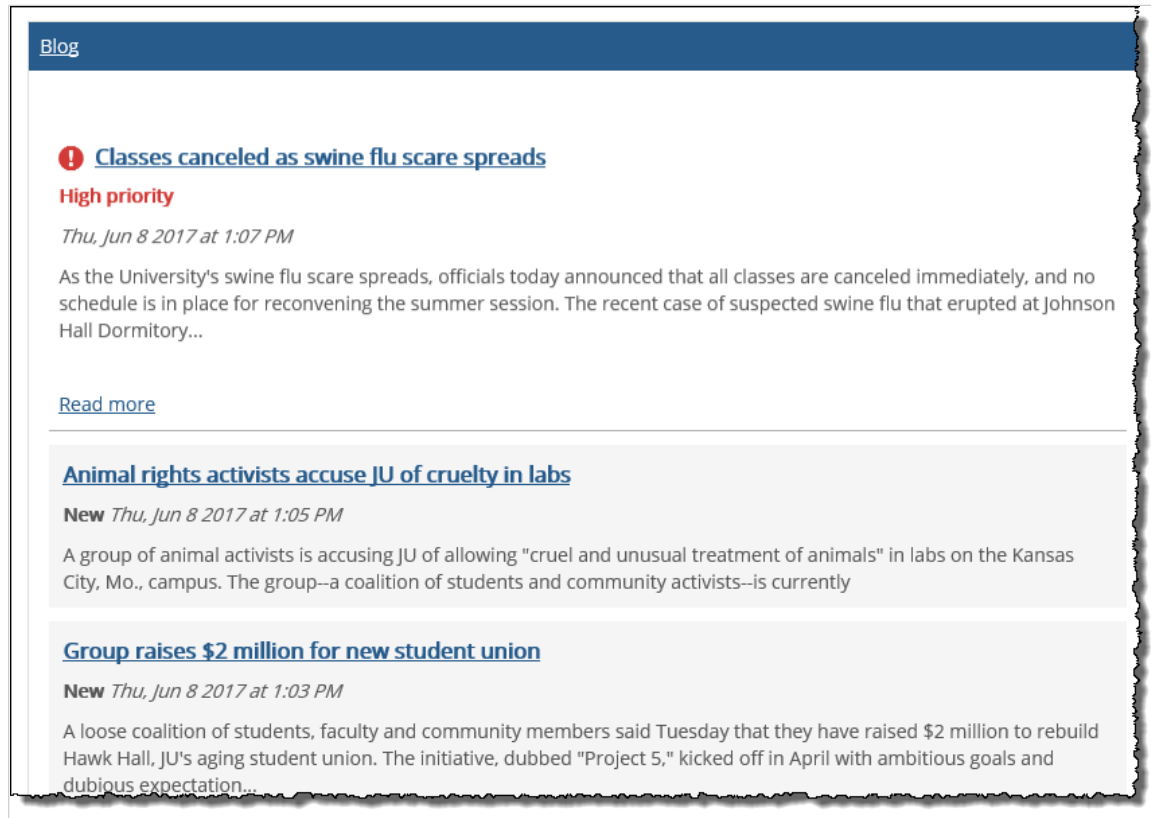 Blog
Classes canceled as swine flu scare spreads
High priority
Thu, Jun 8 2017 at 1:07 PM
As the University's swine flu scare spreads, officials today announced that all classes are canceled immediately, and no
schedule is in place for reconvening the summer session. The recent case of suspected swine flu that erupted at Johnson
Hall Dormitory...
Read more
Animal rights activists accuse JU of cruelty in labs
New Thu, Jun 8 2017 at 1:05 PM
A group of animal activists is accusing JU of allowing "cruel and unusual treatment of animals" in labs on the Kansas
City, Mo., campus. The group--a coalition of students and community activists--is currently
Group raises $2 million for new student union
New Thu, Jun 8 2017 at 1:03 PM
A loose coalition of students, faculty and community members said Tuesday that they have raised $2 million to rebuild
Hawk Hall, JU's aging student union. The initiative, dubbed "Project 5," kicked off in April with ambitious goals and
dubious expectation...